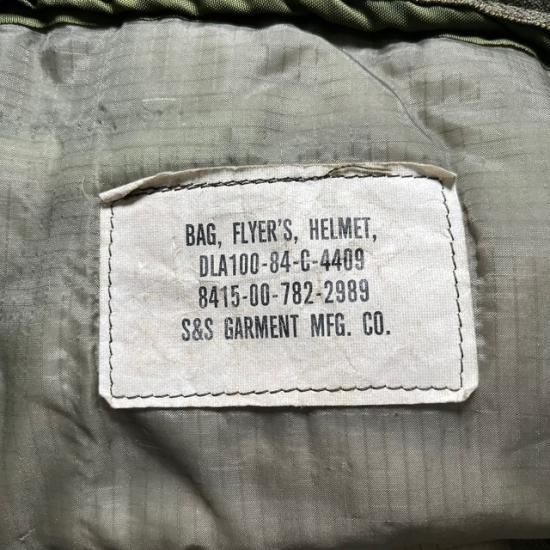 BAG, FLYER'S, HELMET,
DLA100-84-C-4409
8415-00-782-2989
S&S GARMENT MFG. CO.